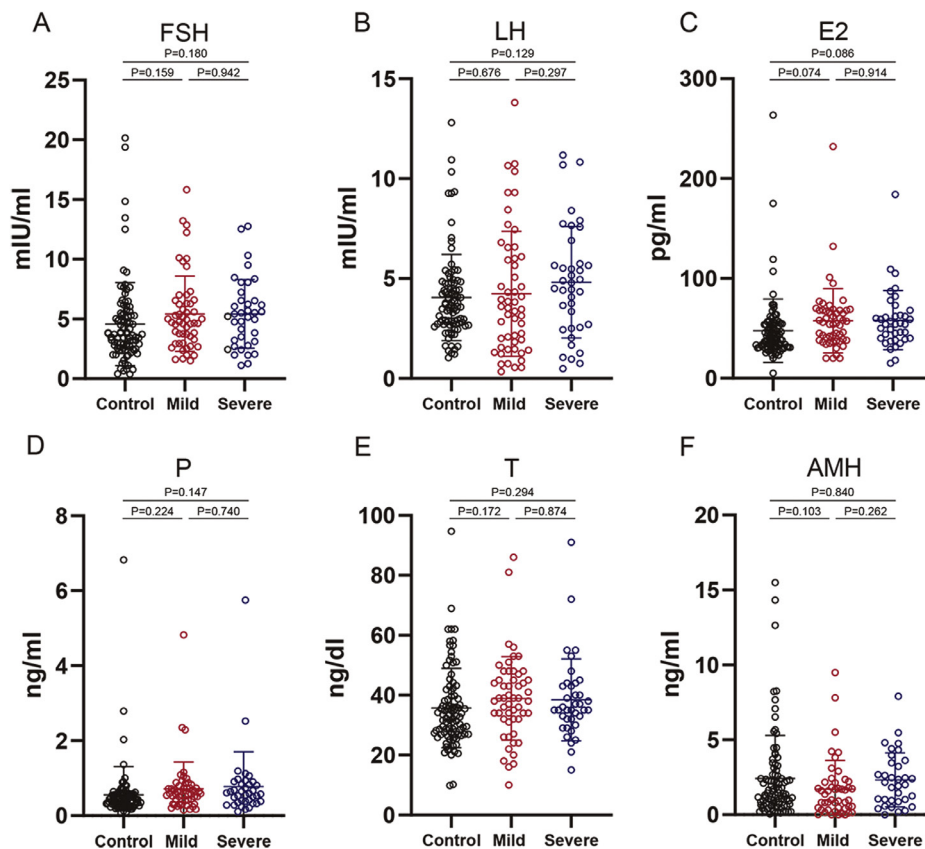 A
FSH
P=0.180
P=0.159 P=0.942
mIU/ml
25
20
15
10
5
0
Control Mild Severe
B
LH
P=0.129
P=0.676 P=0.297
mIU/ml
15
10
5
0
Control Mild Severe
C
E2
P=0.086
P=0.074 P=0.914
pg/ml
300
200
100
0
Control Mild Severe
D
P
P=0.147
P=0.224 P=0.740
ng/ml
8
6
4
2
0
Control Mild Severe
E
T
P=0.294
P=0.172 P=0.874
ng/dl
100
80
60
40
20
0
Control Mild Severe
F
AMH
P=0.840
P=0.103 P=0.262
ng/ml
20
15
10
5
0
Control Mild Severe